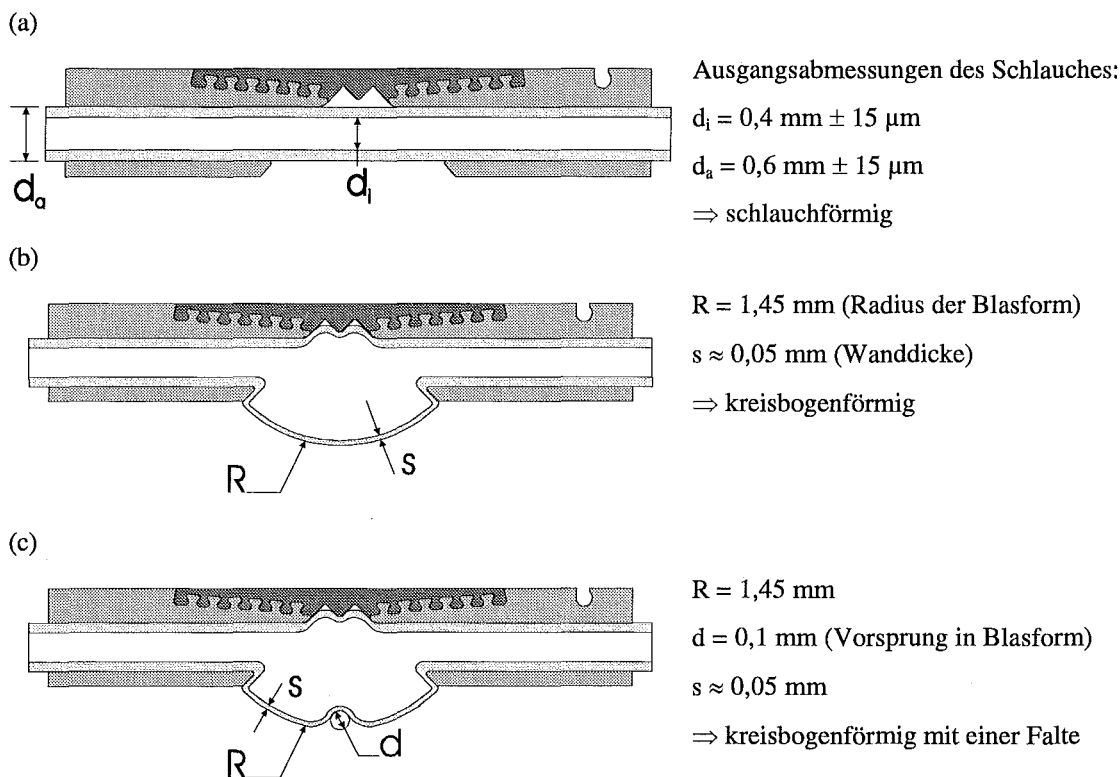 (a)
Ausgangsabmessungen des Schlauches:
dᵢ = 0,4 mm ± 15 µm
dₐ = 0,6 mm ± 15 µm
⇒ schlauchförmig
dₐ
dᵢ
(b)
R = 1,45 mm (Radius der Blasform)
s ≈ 0,05 mm (Wanddicke)
⇒ kreisbogenförmig
R
s
(c)
R = 1,45 mm
d = 0,1 mm (Vorsprung in Blasform)
s ≈ 0,05 mm
⇒ kreisbogenförmig mit einer Falte
s
d
R